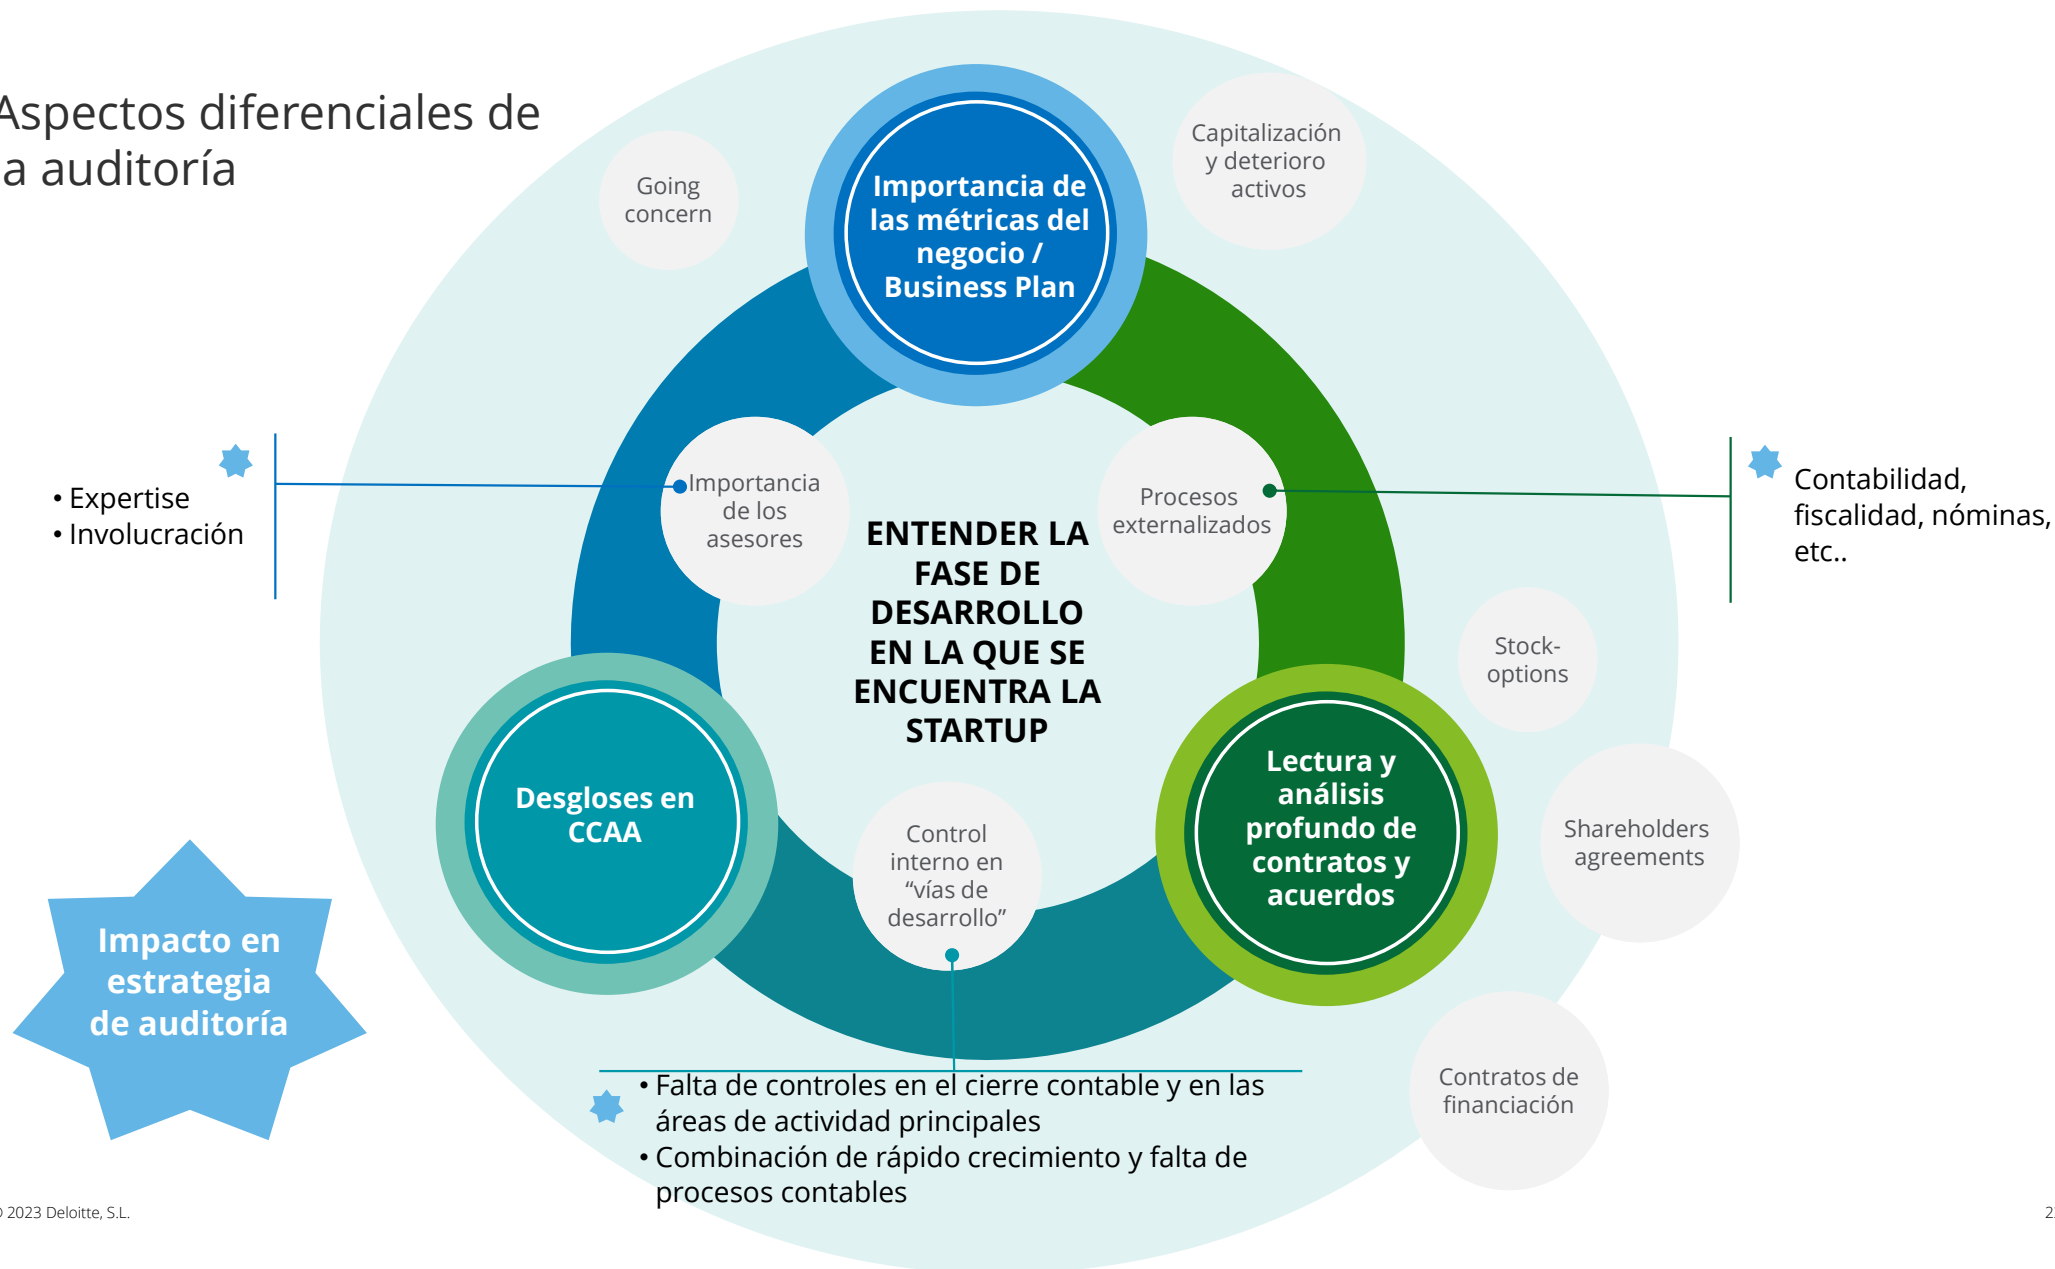 Aspectos diferenciales de
a auditoría
Going
concern
Importancia de
las métricas del
negocio /
Business Plan
Capitalización
y deterioro
activos
• Expertise
• Involucración
Importancia
de los
asesores
Procesos
externalizados
Contabilidad,
fiscalidad, nóminas,
etc..
ENTENDER LA
FASE DE
DESARROLLO
EN LA QUE SE
ENCUENTRA LA
STARTUP
Stock-
options
Desgloses en
CCAA
Control
interno en
“vías de
desarrollo”
Lectura y
análisis
profundo de
contratos y
acuerdos
Shareholders
agreements
Impacto en
estrategia
de auditoría
Contratos de
financiación
• Falta de controles en el cierre contable y en las
áreas de actividad principales
• Combinación de rápido crecimiento y falta de
procesos contables
© 2023 Deloitte, S.L.